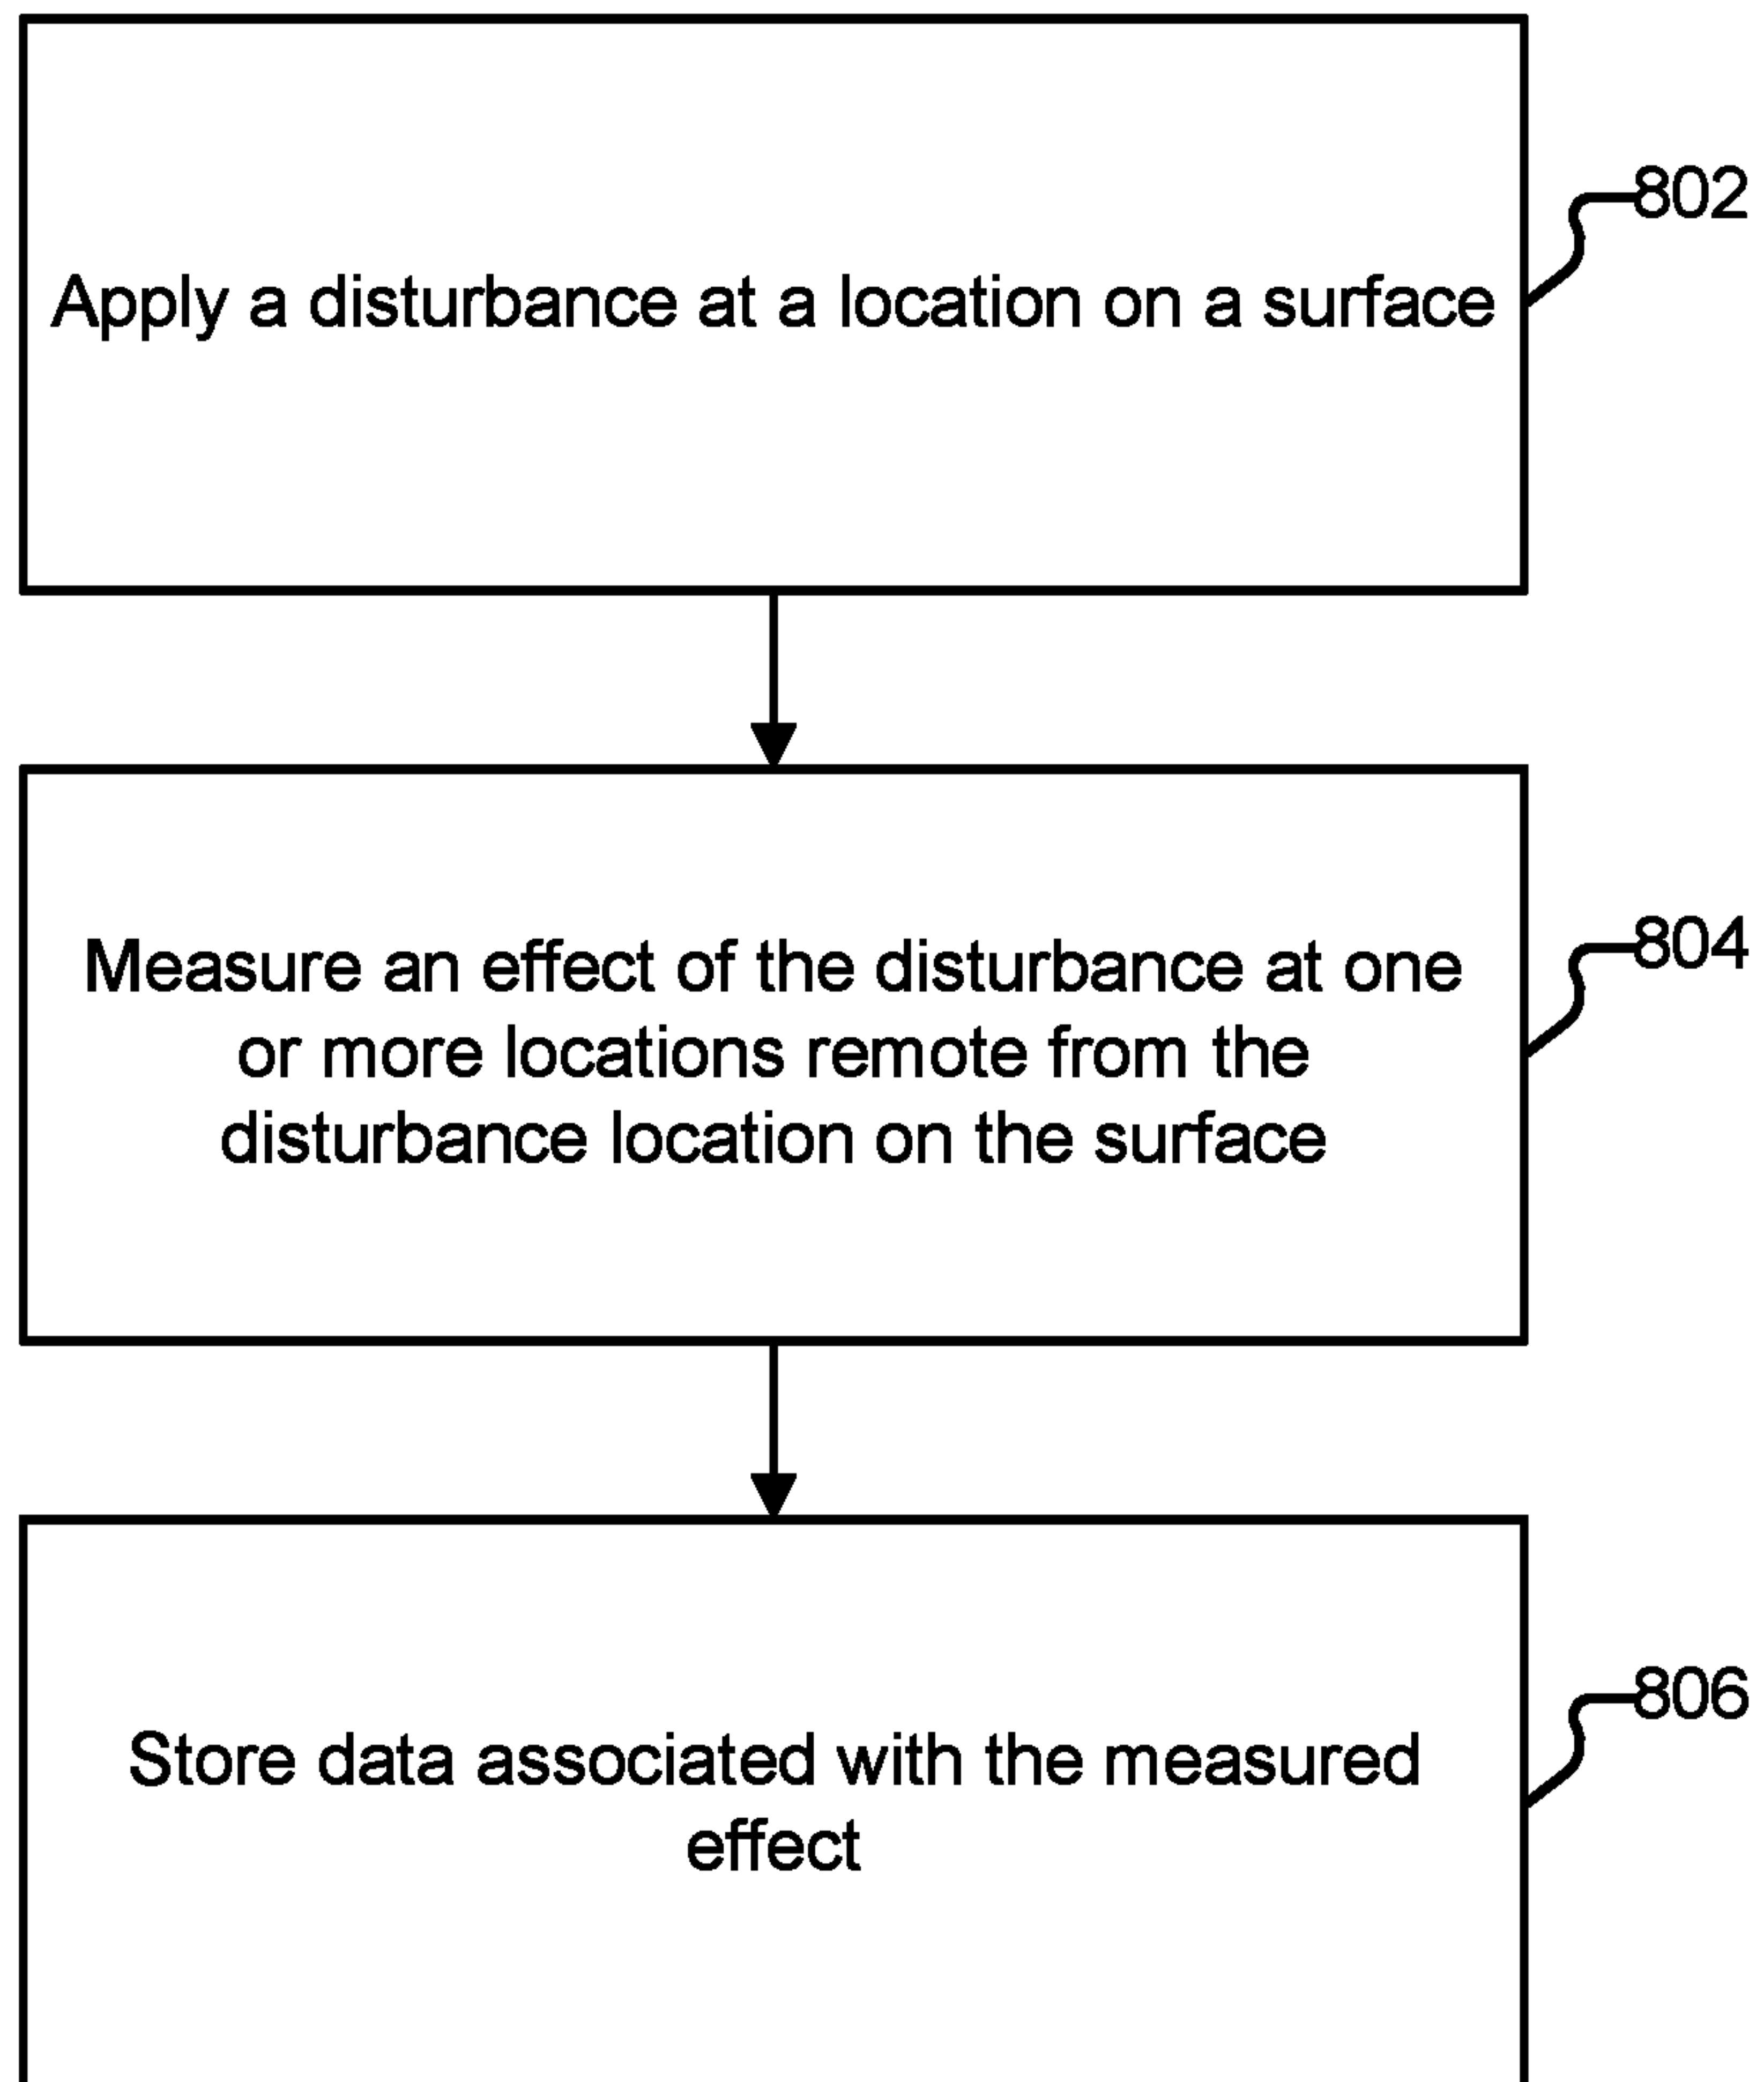 Apply a disturbance at a location on a surface
802
Measure an effect of the disturbance at one
or more locations remote from the
disturbance location on the surface
804
Store data associated with the measured
effect
806